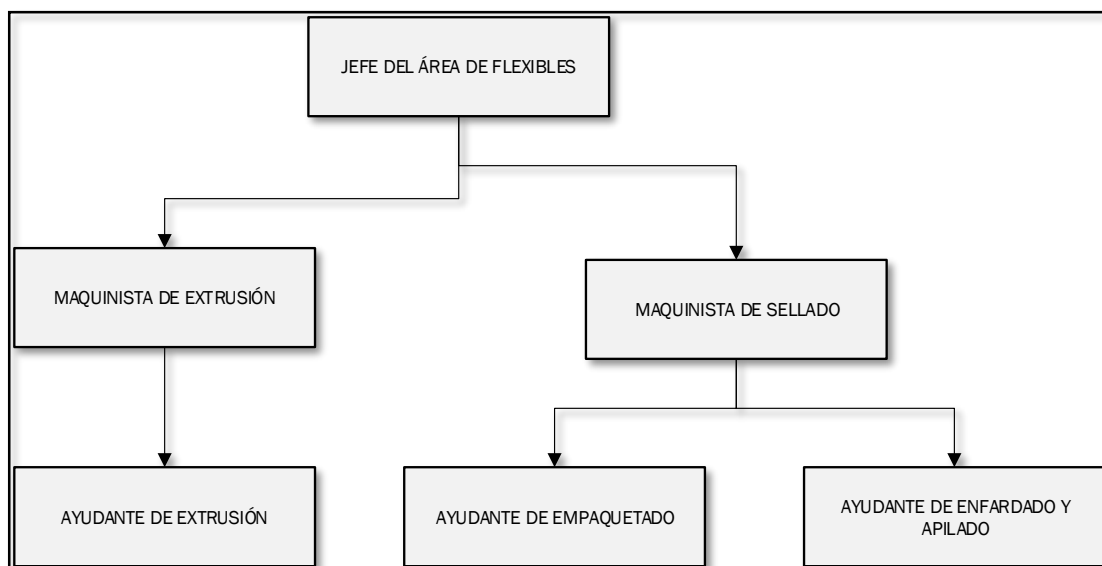 JEFE DEL ÁREA DE FLEXIBLES
MAQUINISTA DE EXTRUSIÓN
MAQUINISTA DE SELLADO
AYUDANTE DE EXTRUSIÓN
AYUDANTE DE EMPAQUETADO
AYUDANTE DE ENFARDADO Y
APILADO